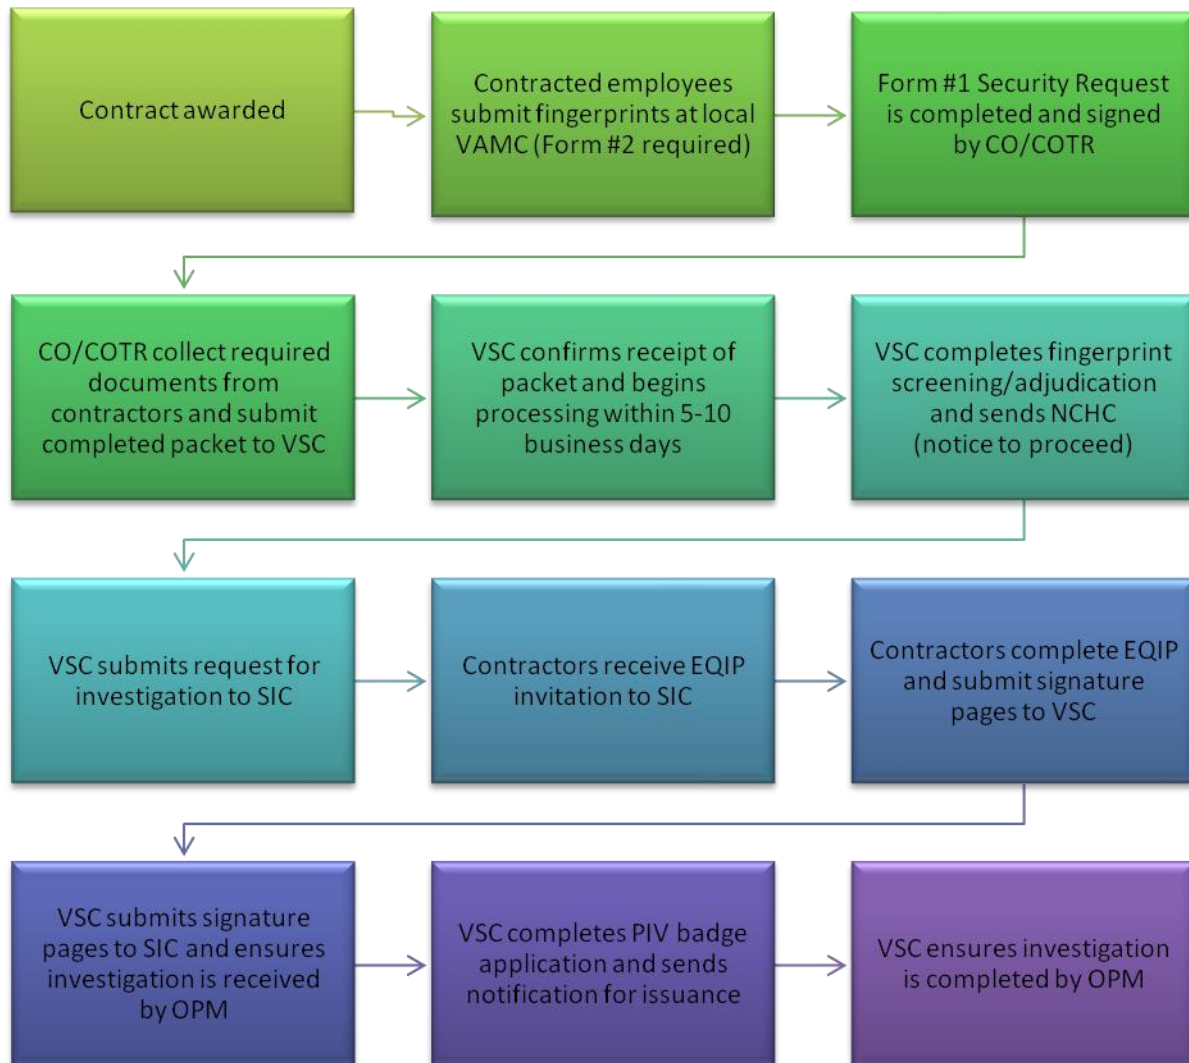 Contract awarded
Contracted employees
submit fingerprints at local
VAMC (Form #2 required)
Form #1 Security Request
is completed and signed
by CO/COTR
CO/COTR collect required
documents from
contractors and submit
completed packet to VSC
VSC confirms receipt of
packet and begins
processing within 5-10
business days
VSC completes fingerprint
screening/adjudication
and sends NCHC
(notice to proceed)
VSC submits request for
investigation to SIC
Contractors receive EQIP
invitation to SIC
Contractors complete EQIP
and submit signature
pages to VSC
VSC submits signature
pages to SIC and ensures
investigation is received
by OPM
VSC completes PIV badge
application and sends
notification for issuance
VSC ensures investigation
is completed by OPM